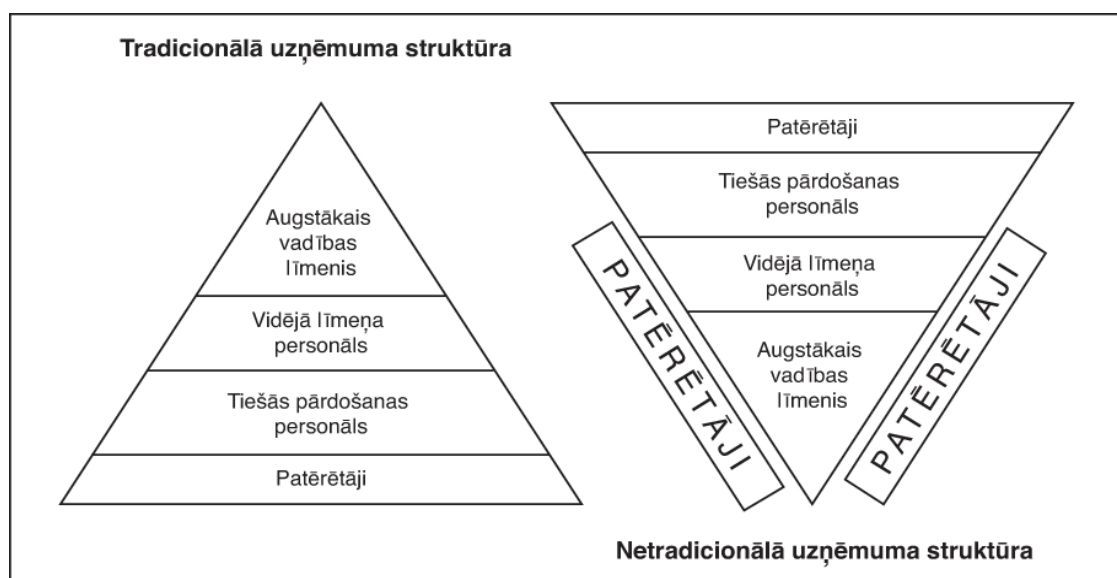 Tradicionālā uzņēmuma struktūra
Augstākais
vadības
līmenis
Vidējā līmeņa
personāls
Tiešās pārdošanas
personāls
Patērētāji
Patērētāji
Tiešās pārdošanas
personāls
Vidējā līmeņa
personāls
Augstākais
vadības
līmenis
PATĒRĒTĀJI
PATĒRĒTĀJI
Netradicionālā uzņēmuma struktūra